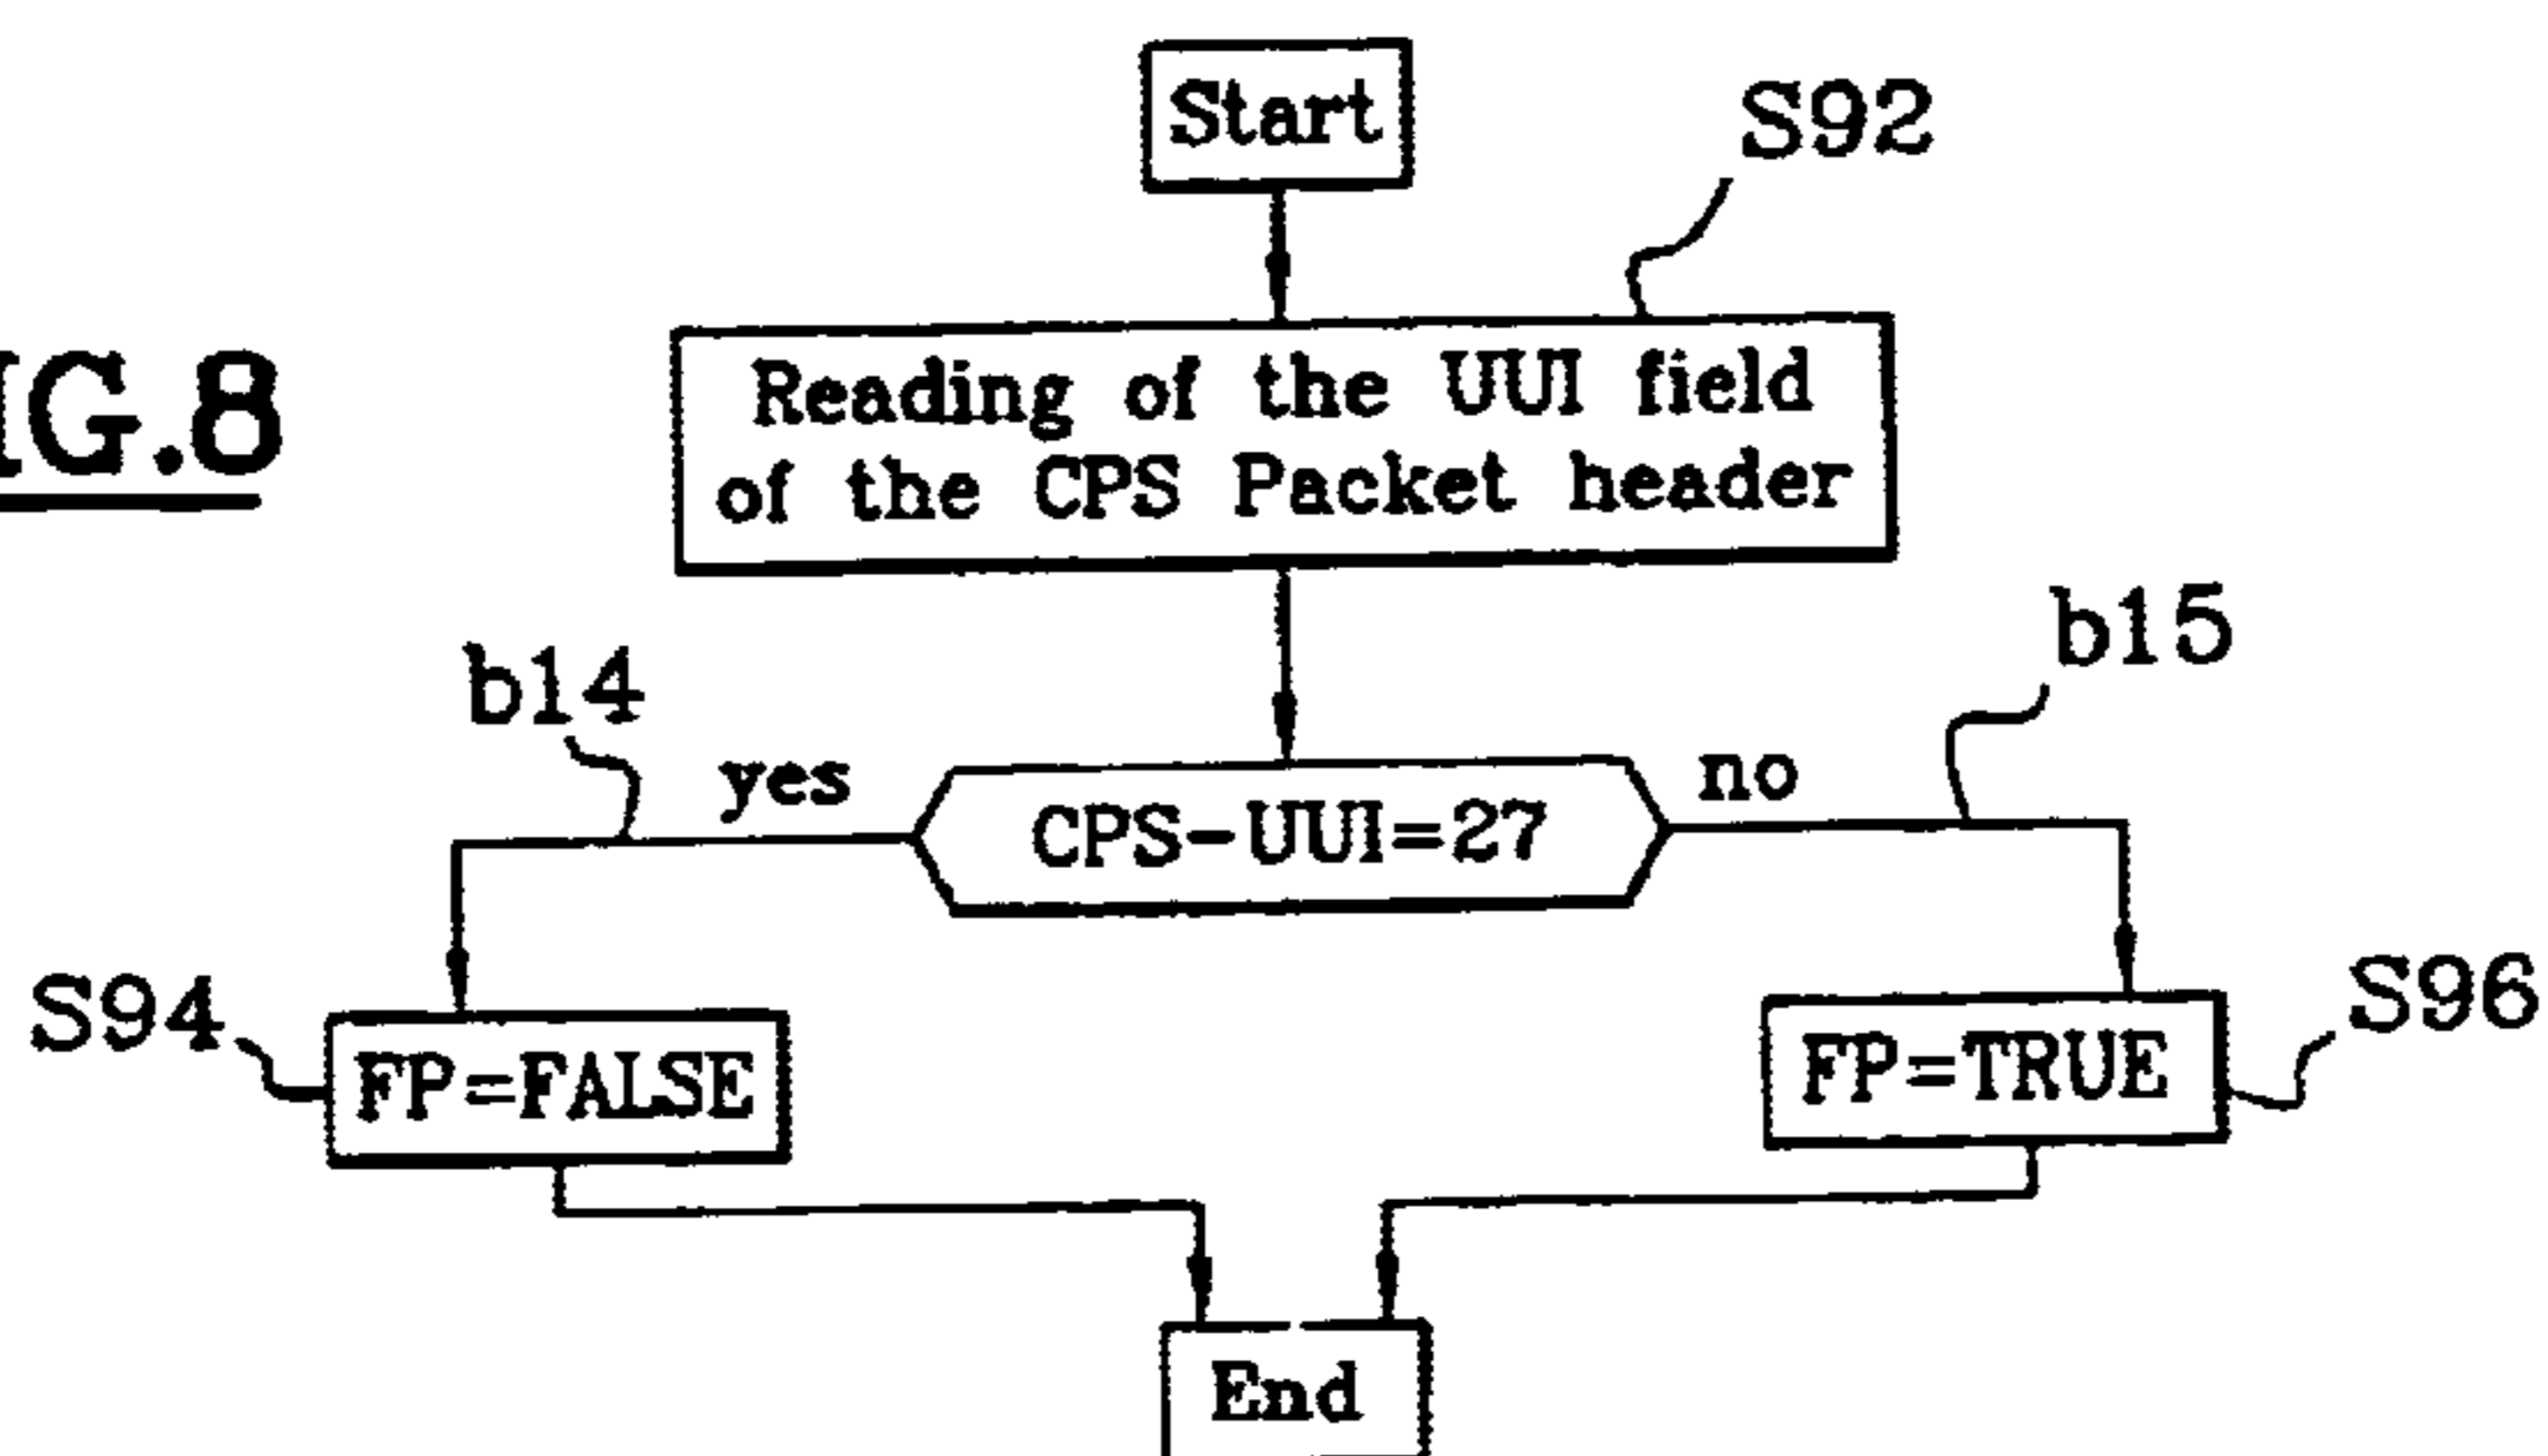 Start
S92
IG.8
Reading of the UUI field
of the CPS Packet header
b14
b15
yes
no
CPS-UUI=27
S94
FP=FALSE
FP=TRUE
S96
End